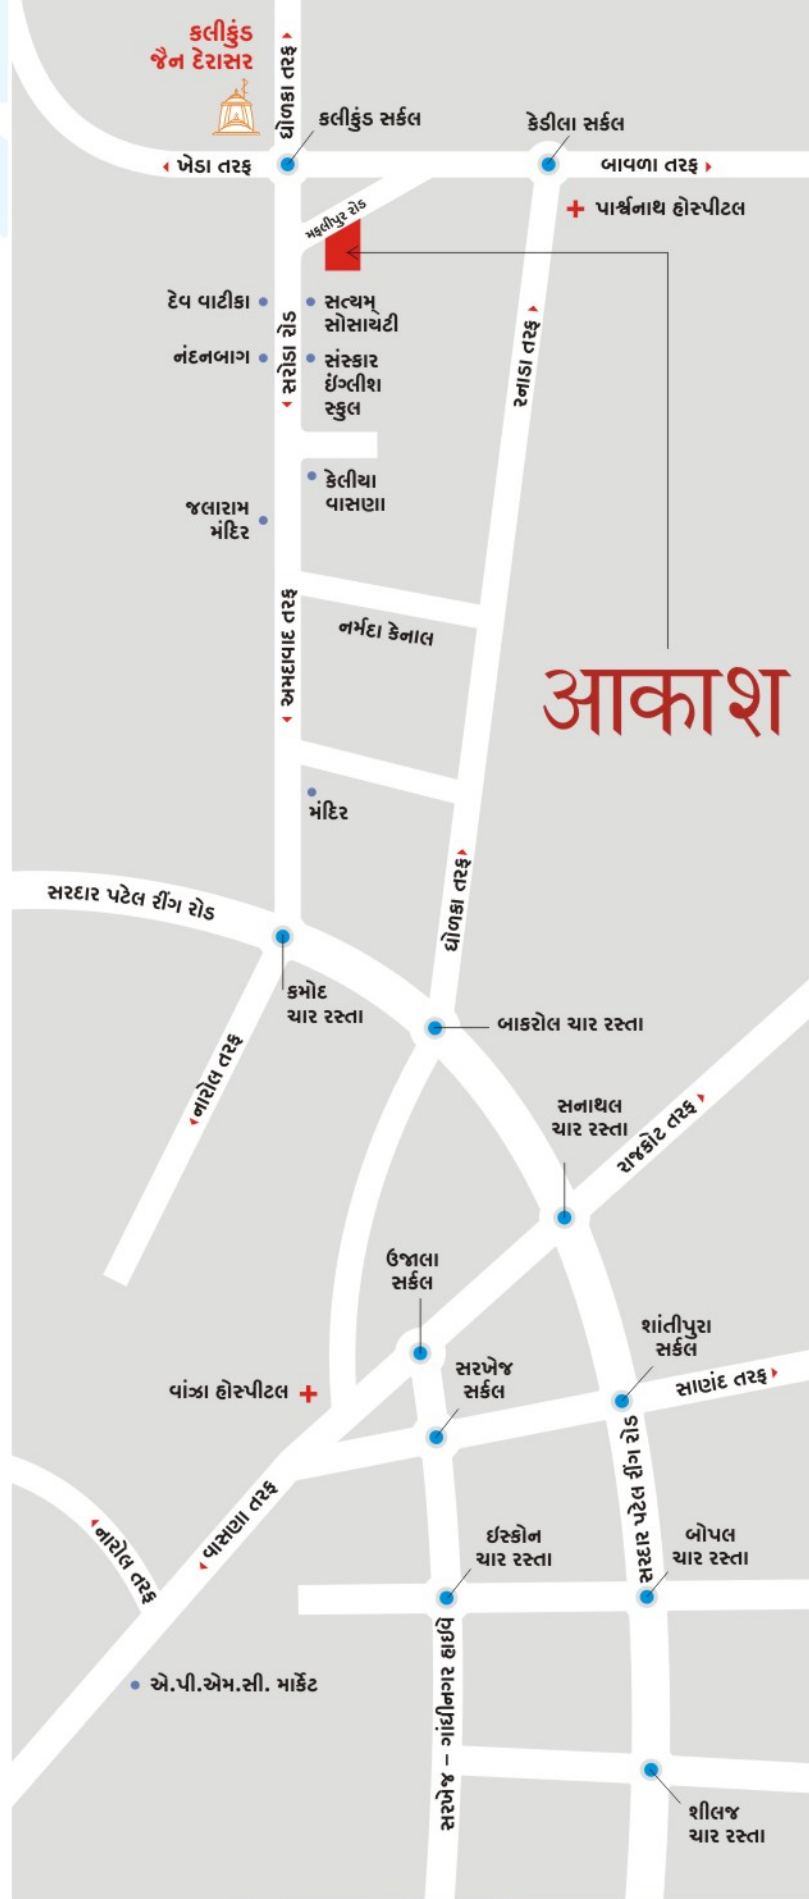 કલીકુંડ
જૈન દેરાસર
ધોળકા તરફ
કલીકુંડ સર્કલ
કેડીલા સર્કલ
ખેડા તરફ
બાવળા તરફ
મફલીપુર રોડ
પાર્શ્વનાથ હોસ્પીટલ
દેવ વાટીકા
સત્યમ્
સોસાયટી
સરોડા રોડ
નંદનબાગ
સંસ્કાર
ઈંગ્લીશ
સ્કુલ
રનાડા તરફ
કેલીયા
વાસણા
જલારામ
મંદિર
અમદાવાદ તરફ
નર્મદા કેનાલ
आकाश
મંદિર
ધોળકા તરફ
સરદાર પટેલ રીંગ રોડ
કમોદ
ચાર રસ્તા
બાકરોલ ચાર રસ્તા
નારોલ તરફ
સનાથલ
ચાર રસ્તા
રાજકોટ તરફ
ઉજાલા
સર્કલ
શાંતીપુરા
સર્કલ
સરખેજ
સર્કલ
વાંઝા હોસ્પીટલ
સાણંદ તરફ
સરદાર પટેલ રીંગ રોડ
વાસણા તરફ
નારોલ તરફ
ઈસ્કોન
ચાર રસ્તા
બોપલ
ચાર રસ્તા
એ.પી.એમ.સી. માર્કેટ
સરખેજ – ગાંધીનગર હાઈવે
શીલજ
ચાર રસ્તા